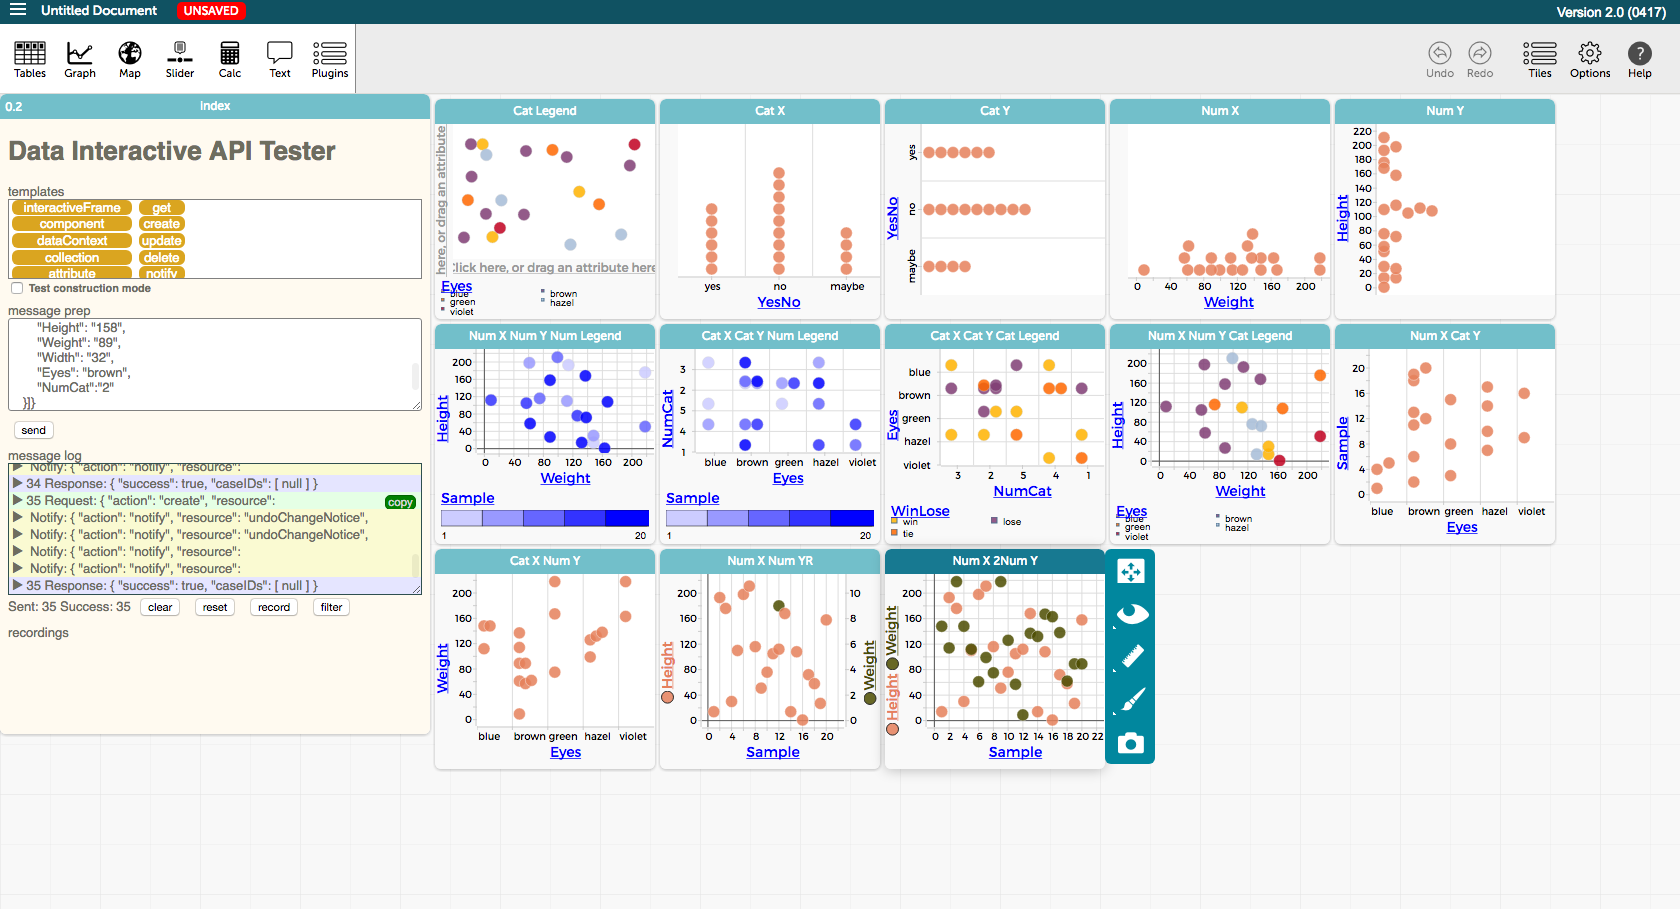 Untitled Document UNSAVED Version 2.0 (0417)
Tables Graph Map Slider Calc Text Plugins Undo Redo Tiles Options Help
0.2 Index
Data Interactive API Tester
templates
interactiveFrame get
component create
dataContext update
collection delete
attribute notify
Test construction mode
message prep
"Height": "158",
"Weight": "89",
"Width": "32",
"Eyes": "brown",
"NumCat":"2"
}]}
send
message log
Notify: { "action": "notify", "resource":
34 Response: { "success": true, "caseIDs": [ null ] }
35 Request: { "action": "create", "resource":
copy
Notify: { "action": "notify", "resource": "undoChangeNotice",
Notify: { "action": "notify", "resource": "undoChangeNotice",
Notify: { "action": "notify", "resource":
Notify: { "action": "notify", "resource":
35 Response: { "success": true, "caseIDs": [ null ] }
Sent: 35 Success: 35 clear reset record filter
recordings
Cat Legend
here, or drag an attribute
:lick here, or drag an attribute here
Eyes
blue brown
green hazel
violet
Cat X
yes no maybe
YesNo
Cat Y
yes
no
maybe
YesNo
Num X
0 40 80 120 160 200
Weight
Num Y
220
200
180
160
140
120
100
80
60
40
20
0
Height
Num X Num Y Num Legend
200
160
120
80
40
0
Height
0 40 80 120 160 200
Weight
Sample
1 20
Cat X Cat Y Num Legend
3
2
5
4
1
NumCat
blue brown green hazel violet
Eyes
Sample
1 20
Cat X Cat Y Cat Legend
blue
brown
green
hazel
violet
Eyes
3 2 5 4 1
NumCat
WinLose
win lose
tie
Num X Num Y Cat Legend
200
160
120
80
40
0
Height
0 40 80 120 160 200
Weight
Eyes
blue brown
green hazel
violet
Num X Cat Y
20
16
12
8
4
0
Sample
blue brown green hazel violet
Eyes
Cat X Num Y
200
160
120
80
40
0
Weight
blue brown green hazel violet
Eyes
Num X Num YR
200
160
120
80
40
0
Height
10
8
6
4
2
0
Weight
0 4 8 12 16 20
Sample
Num X 2Num Y
200
160
120
80
40
0
Height Weight
0 2 4 6 8 10 12 14 16 18 20 22
Sample